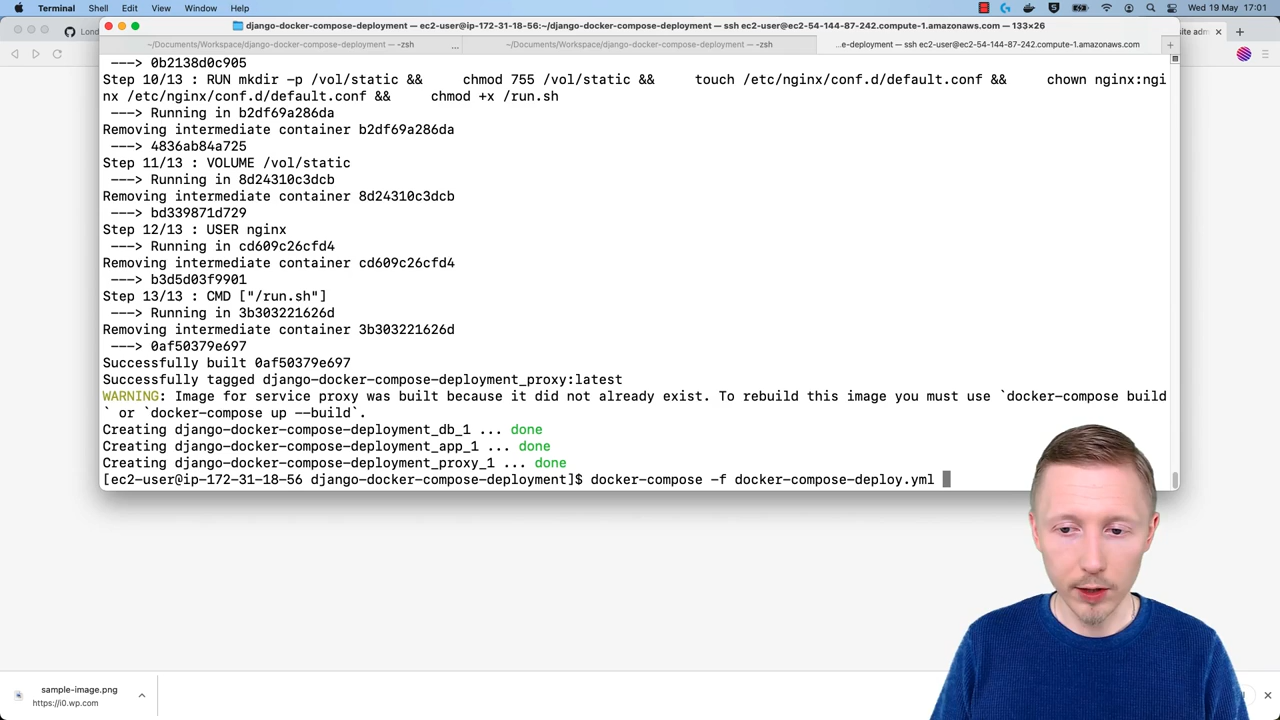 Terminal Shell Edit View Window Help
Wed 19 May 17:01
django-docker-compose-deployment — ec2-user@ip-172-31-18-56:~/django-docker-compose-deployment — ssh ec2-user@ec2-54-144-87-242.compute-1.amazonaws.com — 133×26
Lond
site admin
~/Documents/Workspace/django-docker-compose-deployment — -zsh
...
~/Documents/Workspace/django-docker-compose-deployment — -zsh
...e-deployment — ssh ec2-user@ec2-54-144-87-242.compute-1.amazonaws.com
---> 0b2138d0c905
Step 10/13 : RUN mkdir -p /vol/static && chmod 755 /vol/static && touch /etc/nginx/conf.d/default.conf && chown nginx:ngi
nx /etc/nginx/conf.d/default.conf && chmod +x /run.sh
---> Running in b2df69a286da
Removing intermediate container b2df69a286da
---> 4836ab84a725
Step 11/13 : VOLUME /vol/static
---> Running in 8d24310c3dcb
Removing intermediate container 8d24310c3dcb
---> bd339871d729
Step 12/13 : USER nginx
---> Running in cd609c26cfd4
Removing intermediate container cd609c26cfd4
---> b3d5d03f9901
Step 13/13 : CMD ["/run.sh"]
---> Running in 3b303221626d
Removing intermediate container 3b303221626d
---> 0af50379e697
Successfully built 0af50379e697
Successfully tagged django-docker-compose-deployment_proxy:latest
WARNING: Image for service proxy was built because it did not already exist. To rebuild this image you must use `docker-compose build
` or `docker-compose up --build`.
Creating django-docker-compose-deployment_db_1 ... done
Creating django-docker-compose-deployment_app_1 ... done
Creating django-docker-compose-deployment_proxy_1 ... done
[ec2-user@ip-172-31-18-56 django-docker-compose-deployment]$ docker-compose -f docker-compose-deploy.yml
sample-image.png
https://i0.wp.com